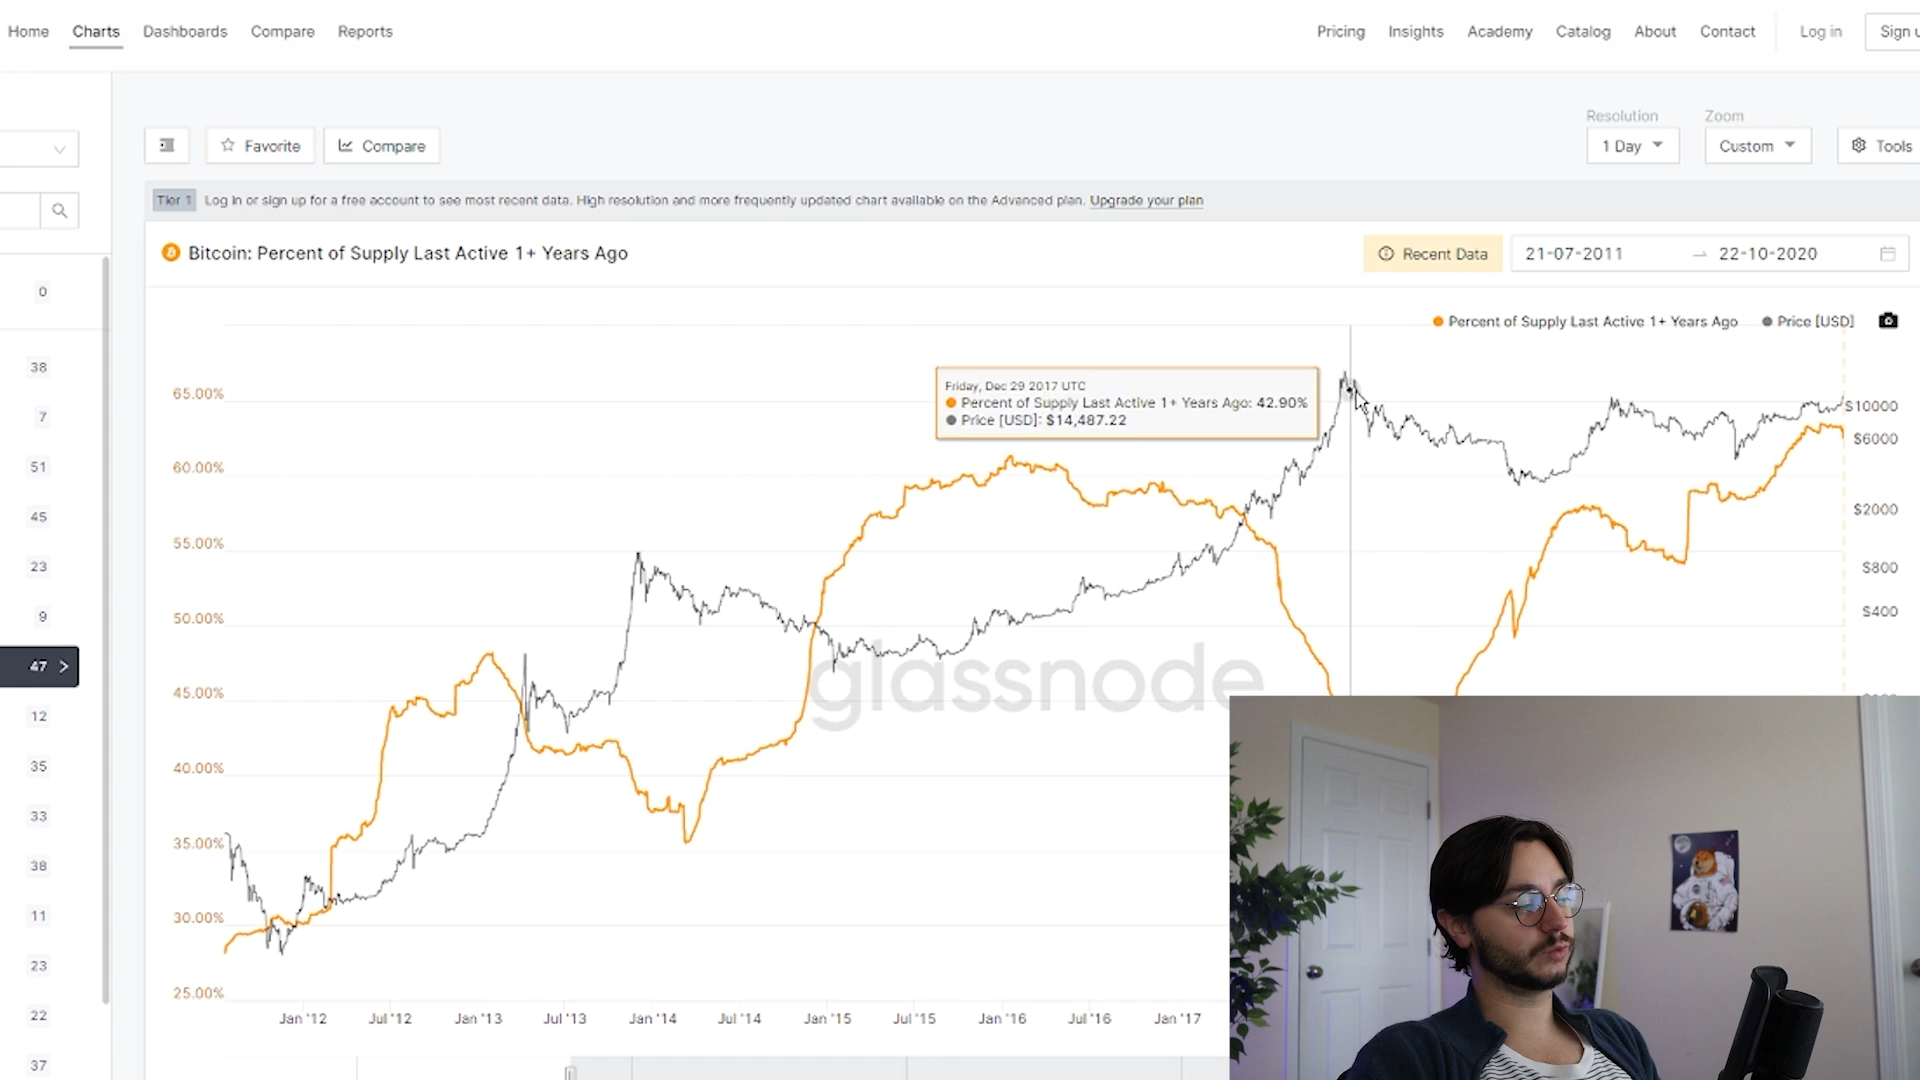 Home Charts Dashboards Compare Reports Pricing Insights Academy Catalog About Contact Log in Sign
Resolution Zoom
Favorite Compare 1 Day Custom Tools
Tier 1 Log in or sign up for a free account to see most recent data. High resolution and more frequently updated chart available on the Advanced plan. Upgrade your plan
Bitcoin: Percent of Supply Last Active 1+ Years Ago Recent Data 21-07-2011 → 22-10-2020
Percent of Supply Last Active 1+ Years Ago Price [USD]
Friday, Dec 29 2017 UTC
Percent of Supply Last Active 1+ Years Ago: 42.90%
Price [USD]: $14,487.22
65.00%
60.00%
55.00%
50.00%
45.00%
40.00%
35.00%
30.00%
25.00%
$10000
$6000
$2000
$800
$400
glassnode
Jan '12 Jul '12 Jan '13 Jul '13 Jan '14 Jul '14 Jan '15 Jul '15 Jan '16 Jul '16 Jan '17
0
38
7
51
45
23
9
47
12
35
33
38
11
23
22
37